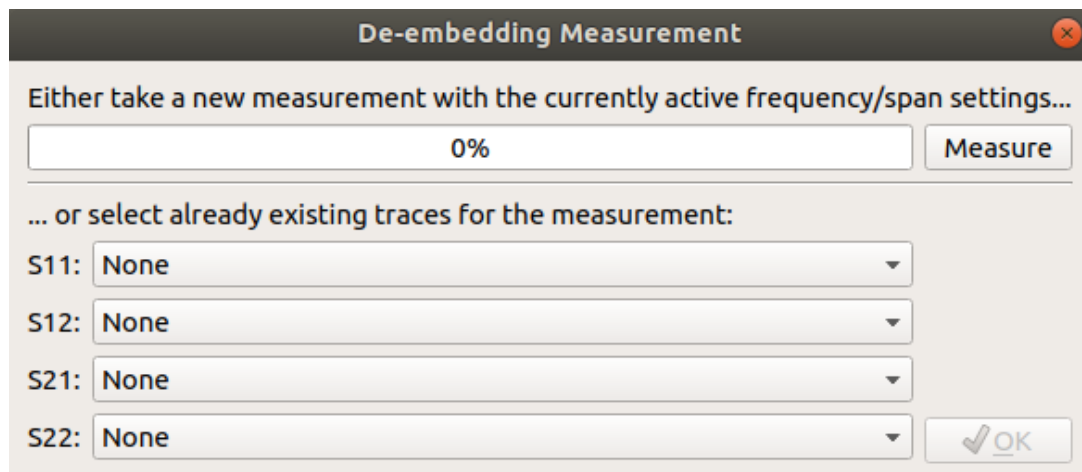 De-embedding Measurement
Either take a new measurement with the currently active frequency/span settings...
0% Measure
... or select already existing traces for the measurement:
S11: None
S12: None
S21: None
S22: None OK